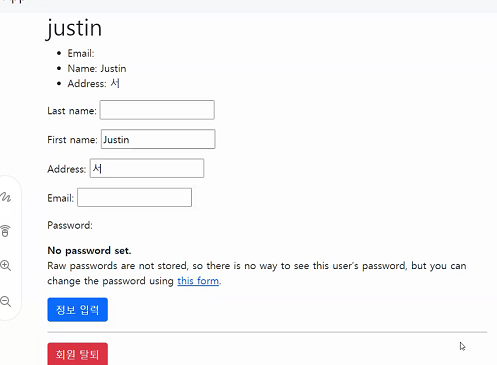 justin
Email:
Name: Justin
Address: 서
Last name:
First name: Justin
Address: 서
Email:
Password:
No password set.
Raw passwords are not stored, so there is no way to see this user's password, but you can
change the password using this form.
정보 입력
회원 탈퇴